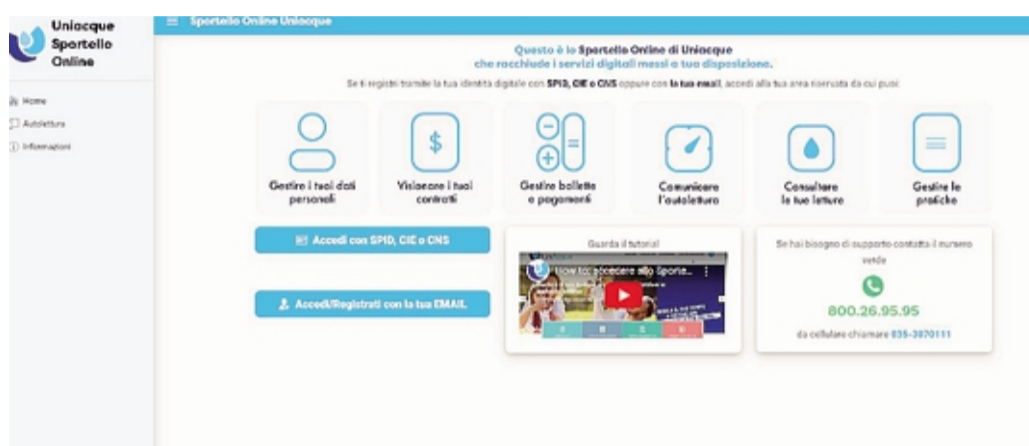 Uniacque
Sportello
Online
Home
Autolettura
Informazioni
Sportello Online Uniacque
Questo è lo Sportello Online di Uniacque
che racchiude i servizi digitali messi a tua disposizione.
Se ti registri tramite la tua identità digitale con SPID, CIE o CNS oppure con la tua email, accedi alla tua area riservata da cui puoi:
Gestire i tuoi dati
personali
Visionare i tuoi
contratti
Gestire bollette
e pagamenti
Comunicare
l'autolettura
Consultare
le tue letture
Gestire le
pratiche
Accedi con SPID, CIE o CNS
Accedi/Registrati con la tua EMAIL
Guarda il tutorial
How to: accedere allo Sporte...
Se hai bisogno di supporto contatta il numero
verde
800.26.95.95
da cellulare chiamare 035-3070111